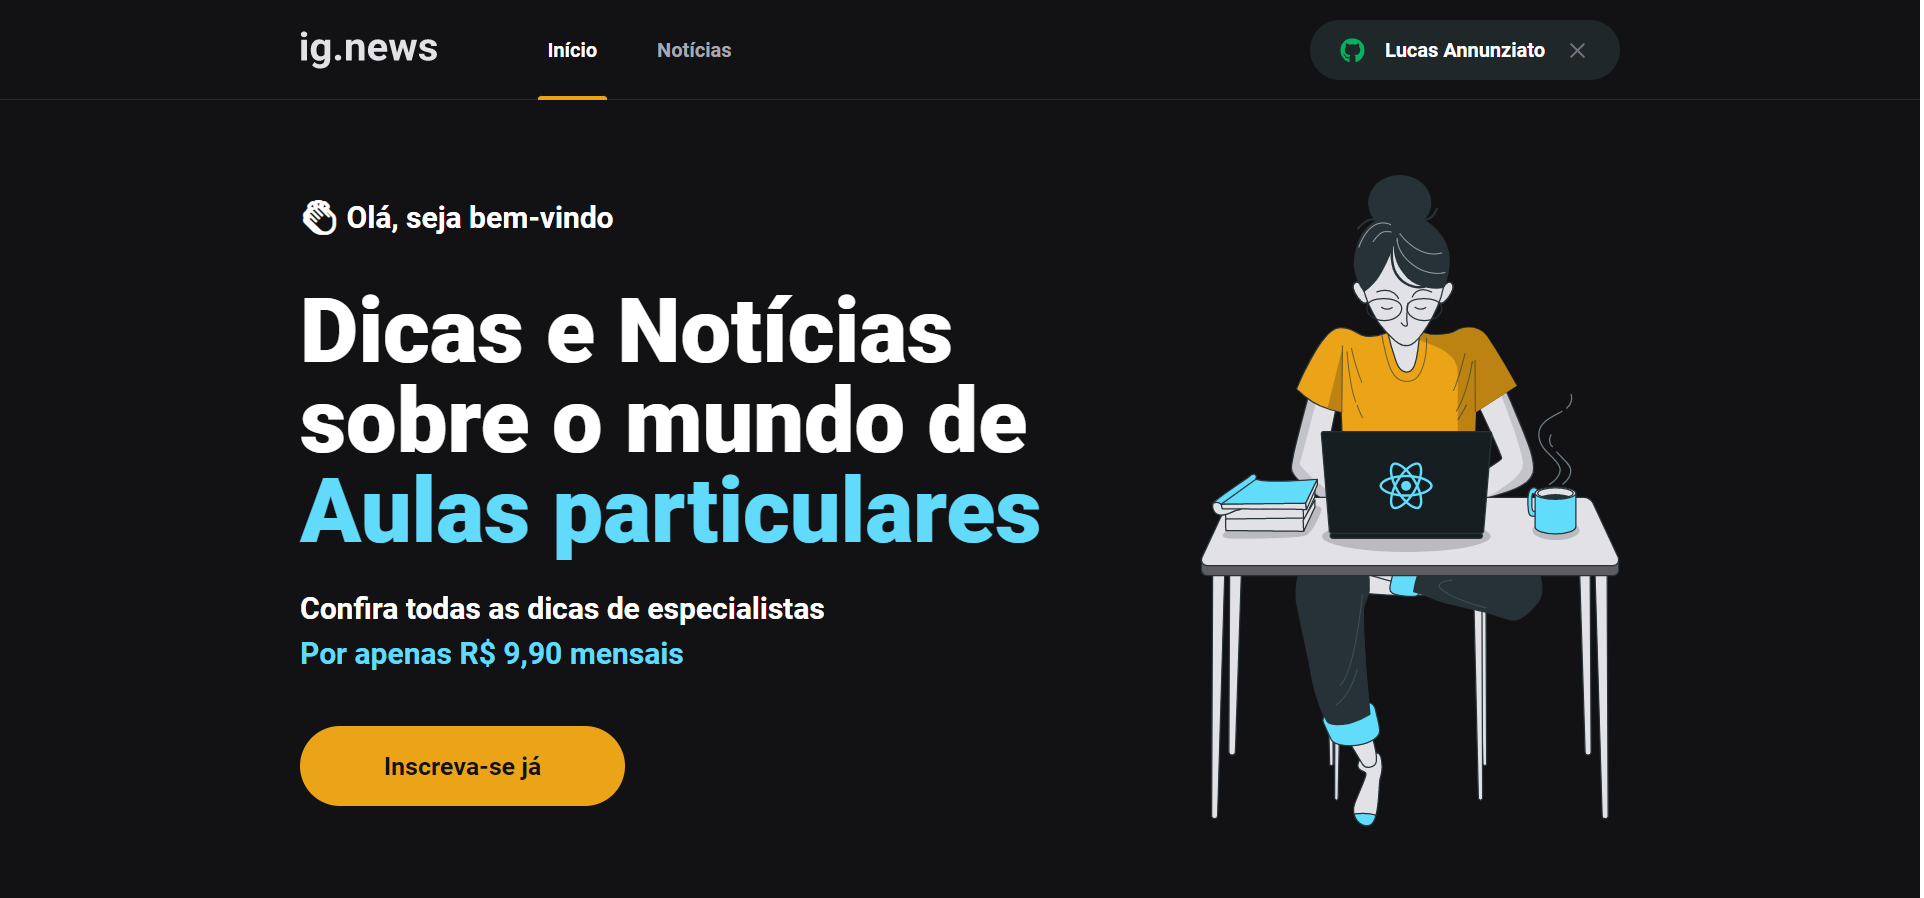 ig.news
Início
Notícias
Lucas Annunziato
Olá, seja bem-vindo
Dicas e Notícias
sobre o mundo de
Aulas particulares
Confira todas as dicas de especialistas
Por apenas R$ 9,90 mensais
Inscreva-se já